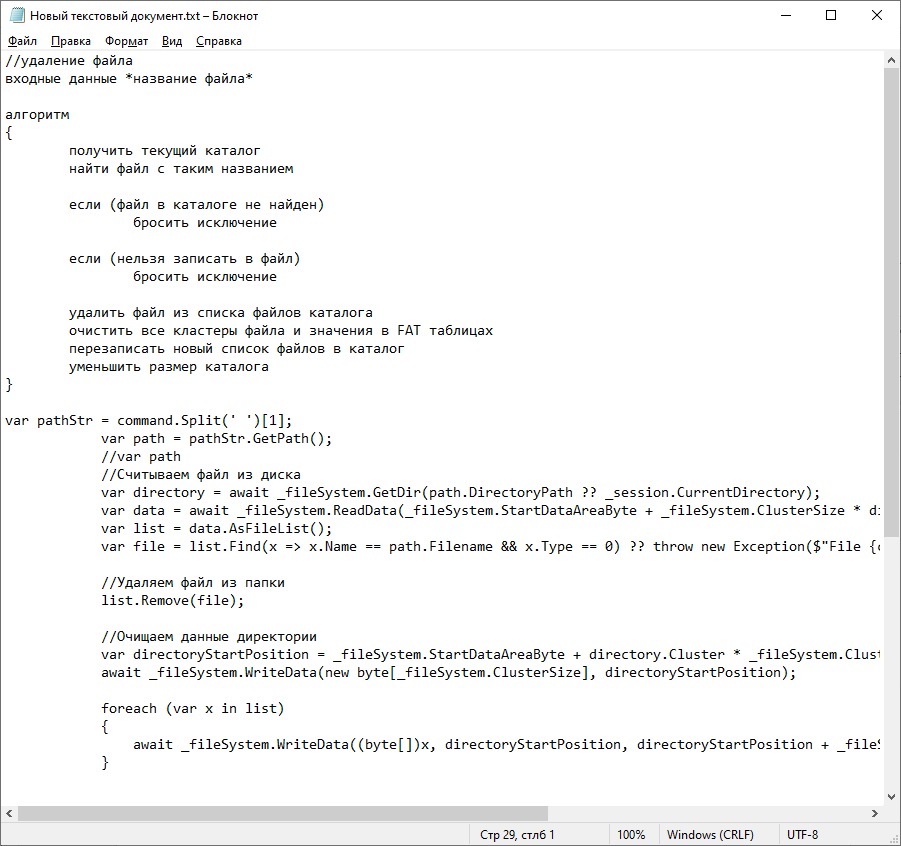 Новый текстовый документ.txt – Блокнот
Файл Правка Формат Вид Справка
//удаление файла
входные данные *название файла*
алгоритм
{
получить текущий каталог
найти файл с таким названием
если (файл в каталоге не найден)
бросить исключение
если (нельзя записать в файл)
бросить исключение
удалить файл из списка файлов каталога
очистить все кластеры файла и значения в FAT таблицах
перезаписать новый список файлов в каталог
уменьшить размер каталога
}
var pathStr = command.Split(' ')[1];
var path = pathStr.GetPath();
//var path
//Считываем файл из диска
var directory = await _fileSystem.GetDir(path.DirectoryPath ?? _session.CurrentDirectory);
var data = await _fileSystem.ReadData(_fileSystem.StartDataAreaByte + _fileSystem.ClusterSize *
var list = data.AsFileList();
var file = list.Find(x => x.Name == path.Filename && x.Type == 0) ?? throw new Exception($"File {
//Удаляем файл из папки
list.Remove(file);
//Очищаем данные директории
var directoryStartPosition = _fileSystem.StartDataAreaByte + directory.Cluster * _fileSystem.Clust
await _fileSystem.WriteData(new byte[_fileSystem.ClusterSize], directoryStartPosition);
foreach (var x in list)
{
await _fileSystem.WriteData((byte[])x, directoryStartPosition, directoryStartPosition + _file
}
Стр 29, стлб 1 100% Windows (CRLF) UTF-8